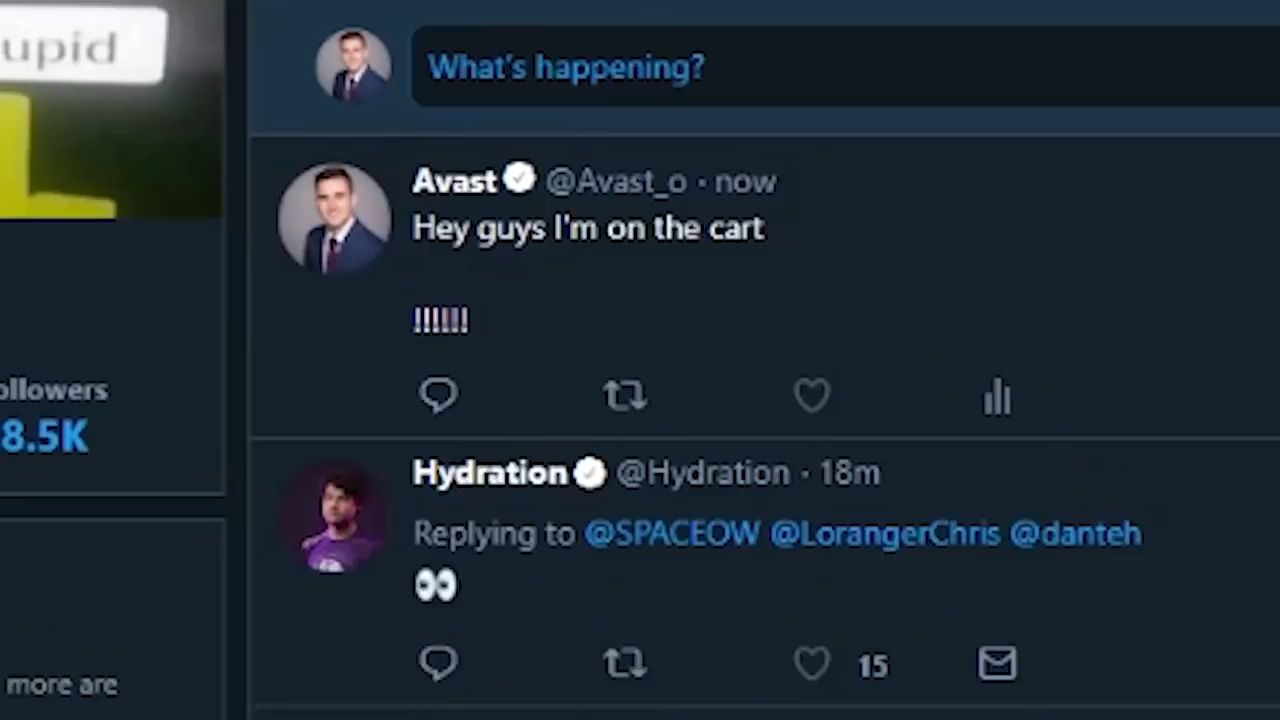 upid
What's happening?
Avast @Avast_o · now
Hey guys I'm on the cart
!!!!!!
ollowers
8.5K
Hydration @Hydration · 18m
Replying to @SPACEOW @LorangerChris @danteh
👀
15
more are